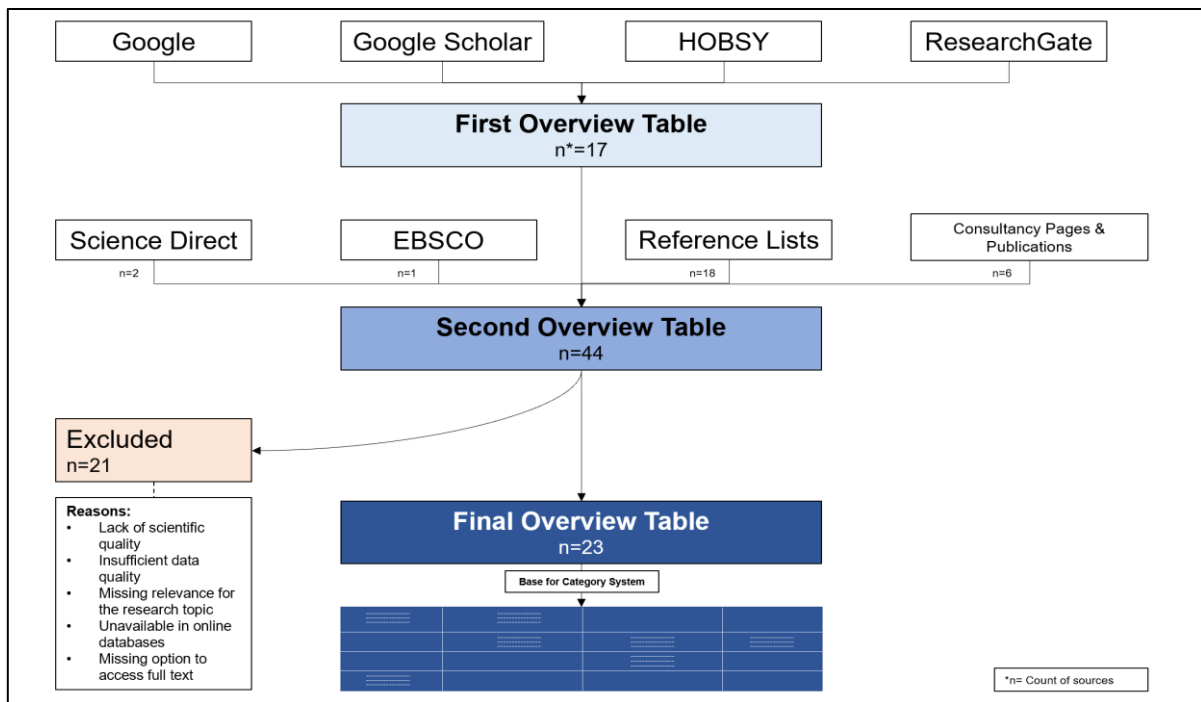 Google
Google Scholar
HOBSY
ResearchGate
First Overview Table
n*=17
Science Direct
EBSCO
Reference Lists
Consultancy Pages &
Publications
n=2
n=1
n=18
n=6
Second Overview Table
n=44
Excluded
n=21
Reasons:
• Lack of scientific
quality
• Insufficient data
quality
• Missing relevance for
the research topic
• Unavailable in online
databases
• Missing option to
access full text
Final Overview Table
n=23
Base for Category System
*n= Count of sources